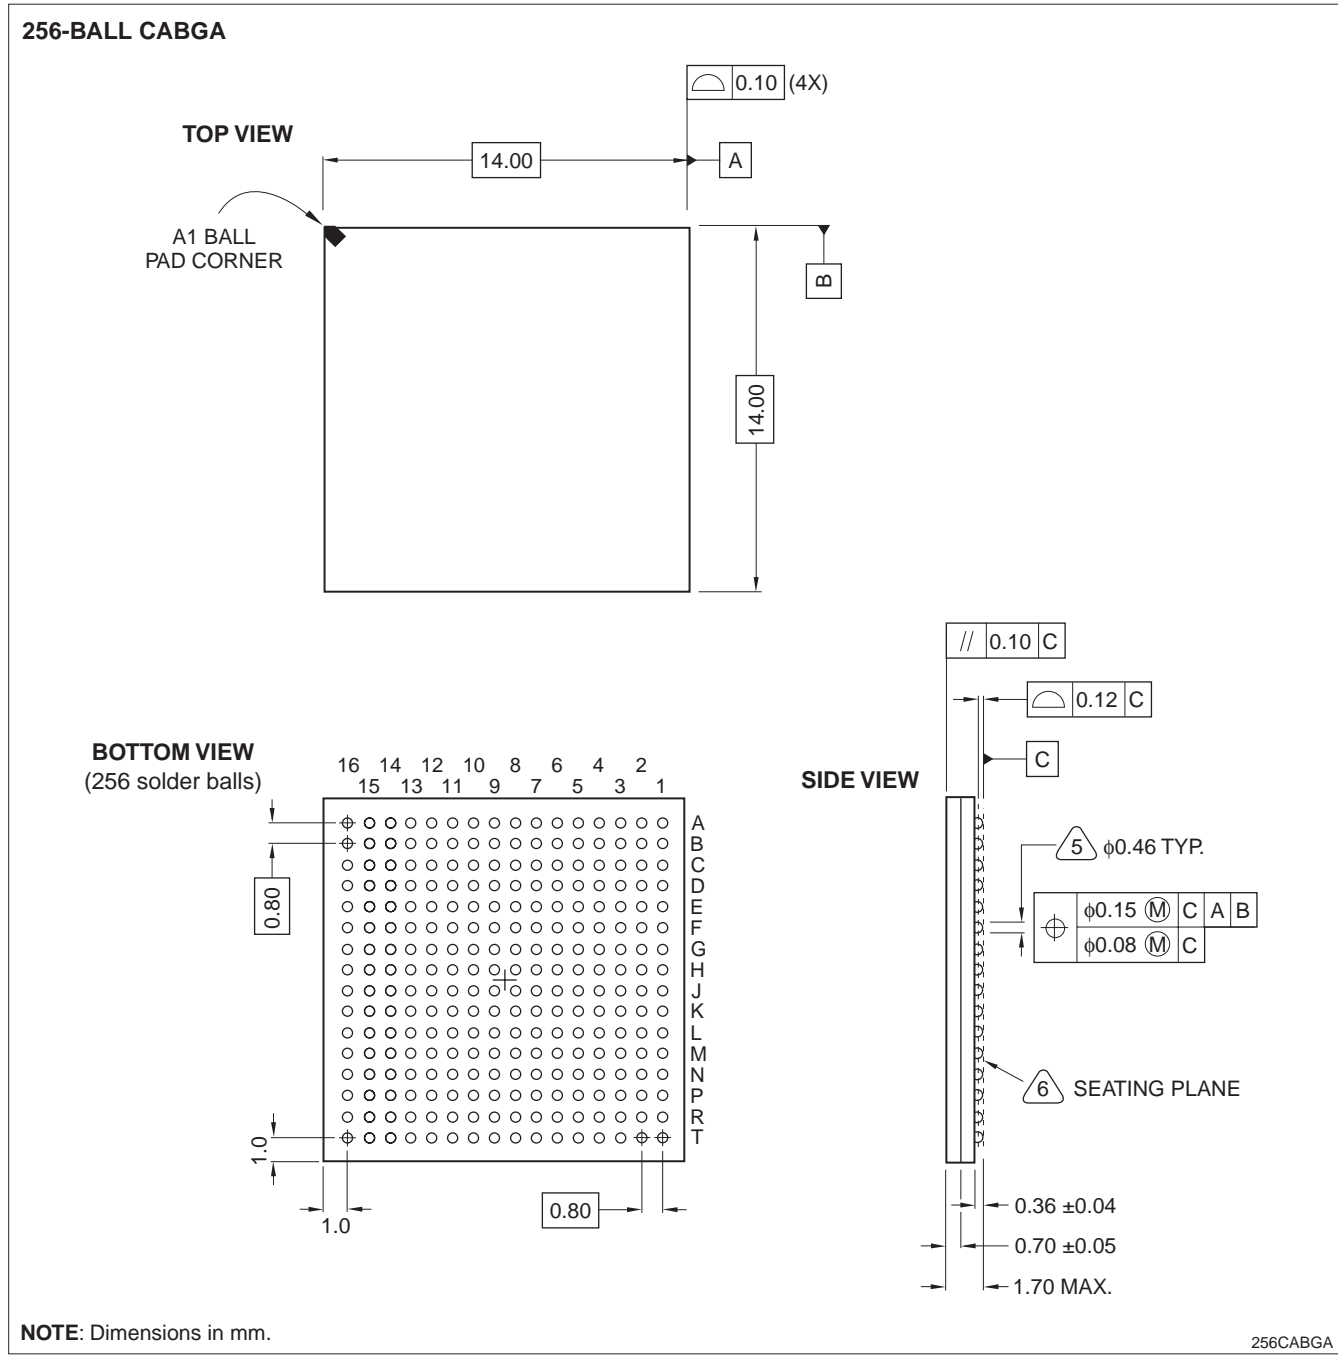 256-BALL CABGA
0.10 (4X)
TOP VIEW
14.00
A
A1 BALL
PAD CORNER
B
14.00
// 0.10 C
0.12 C
C
BOTTOM VIEW
(256 solder balls)
16 14 12 10 8 6 4 2
15 13 11 9 7 5 3 1
SIDE VIEW
A
B
C
D
E
F
G
H
J
K
L
M
N
P
R
T
0.80
5 ϕ0.46 TYP.
ϕ0.15 Ⓜ C A B
ϕ0.08 Ⓜ C
6 SEATING PLANE
1.0
1.0
0.80
0.36 ±0.04
0.70 ±0.05
1.70 MAX.
NOTE: Dimensions in mm.
256CABGA